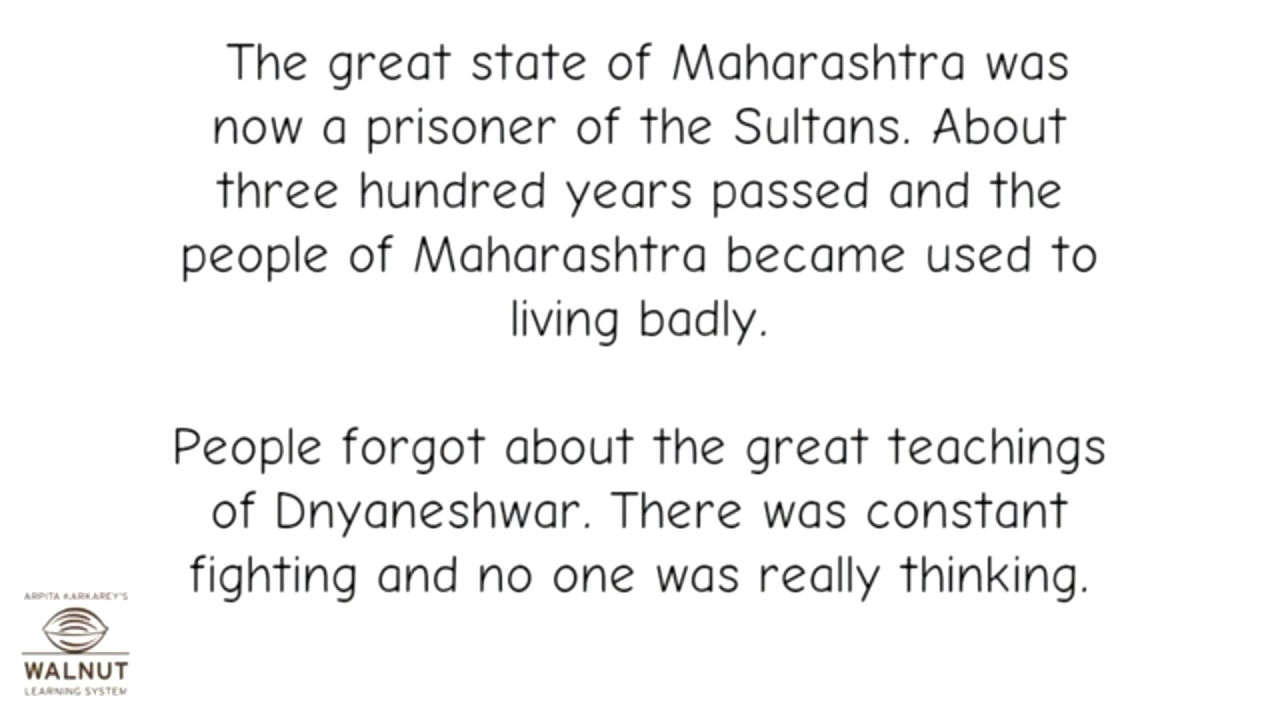 The great state of Maharashtra was
now a prisoner of the Sultans. About
three hundred years passed and the
people of Maharashtra became used to
living badly.
People forgot about the great teachings
of Dnyaneshwar. There was constant
fighting and no one was really thinking.
ARPITA KARKAREY'S
WALNUT
LEARNING SYSTEM